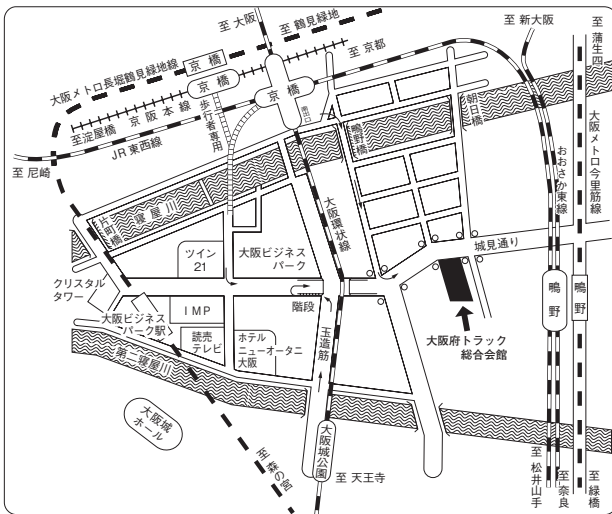 至 大阪
至 鶴見緑地
大阪メトロ長堀鶴見緑地線
京橋
京橋
至 京都
至 新大阪
至 蒲生四
至淀屋橋
京阪本線
歩行者専用
京橋
南出口
JR東西線
至 尼崎
鴫野橋
朝日橋
大阪メトロ今里筋線
おおさか東線
片町橋
寝屋川
大阪環状線
城見通り
ツイン
21
大阪ビジネス
パーク
クリスタル
タワー
大阪ビジネス
パーク駅
IMP
階段
読売
テレビ
ホテル
ニューオータニ
大阪
玉造筋
大阪府トラック
総合会館
鴫野
鴫野
第二寝屋川
大阪城
ホール
至 森の宮
大阪城公園
至 天王寺
至 松井山手
至 奈良
至 緑橋